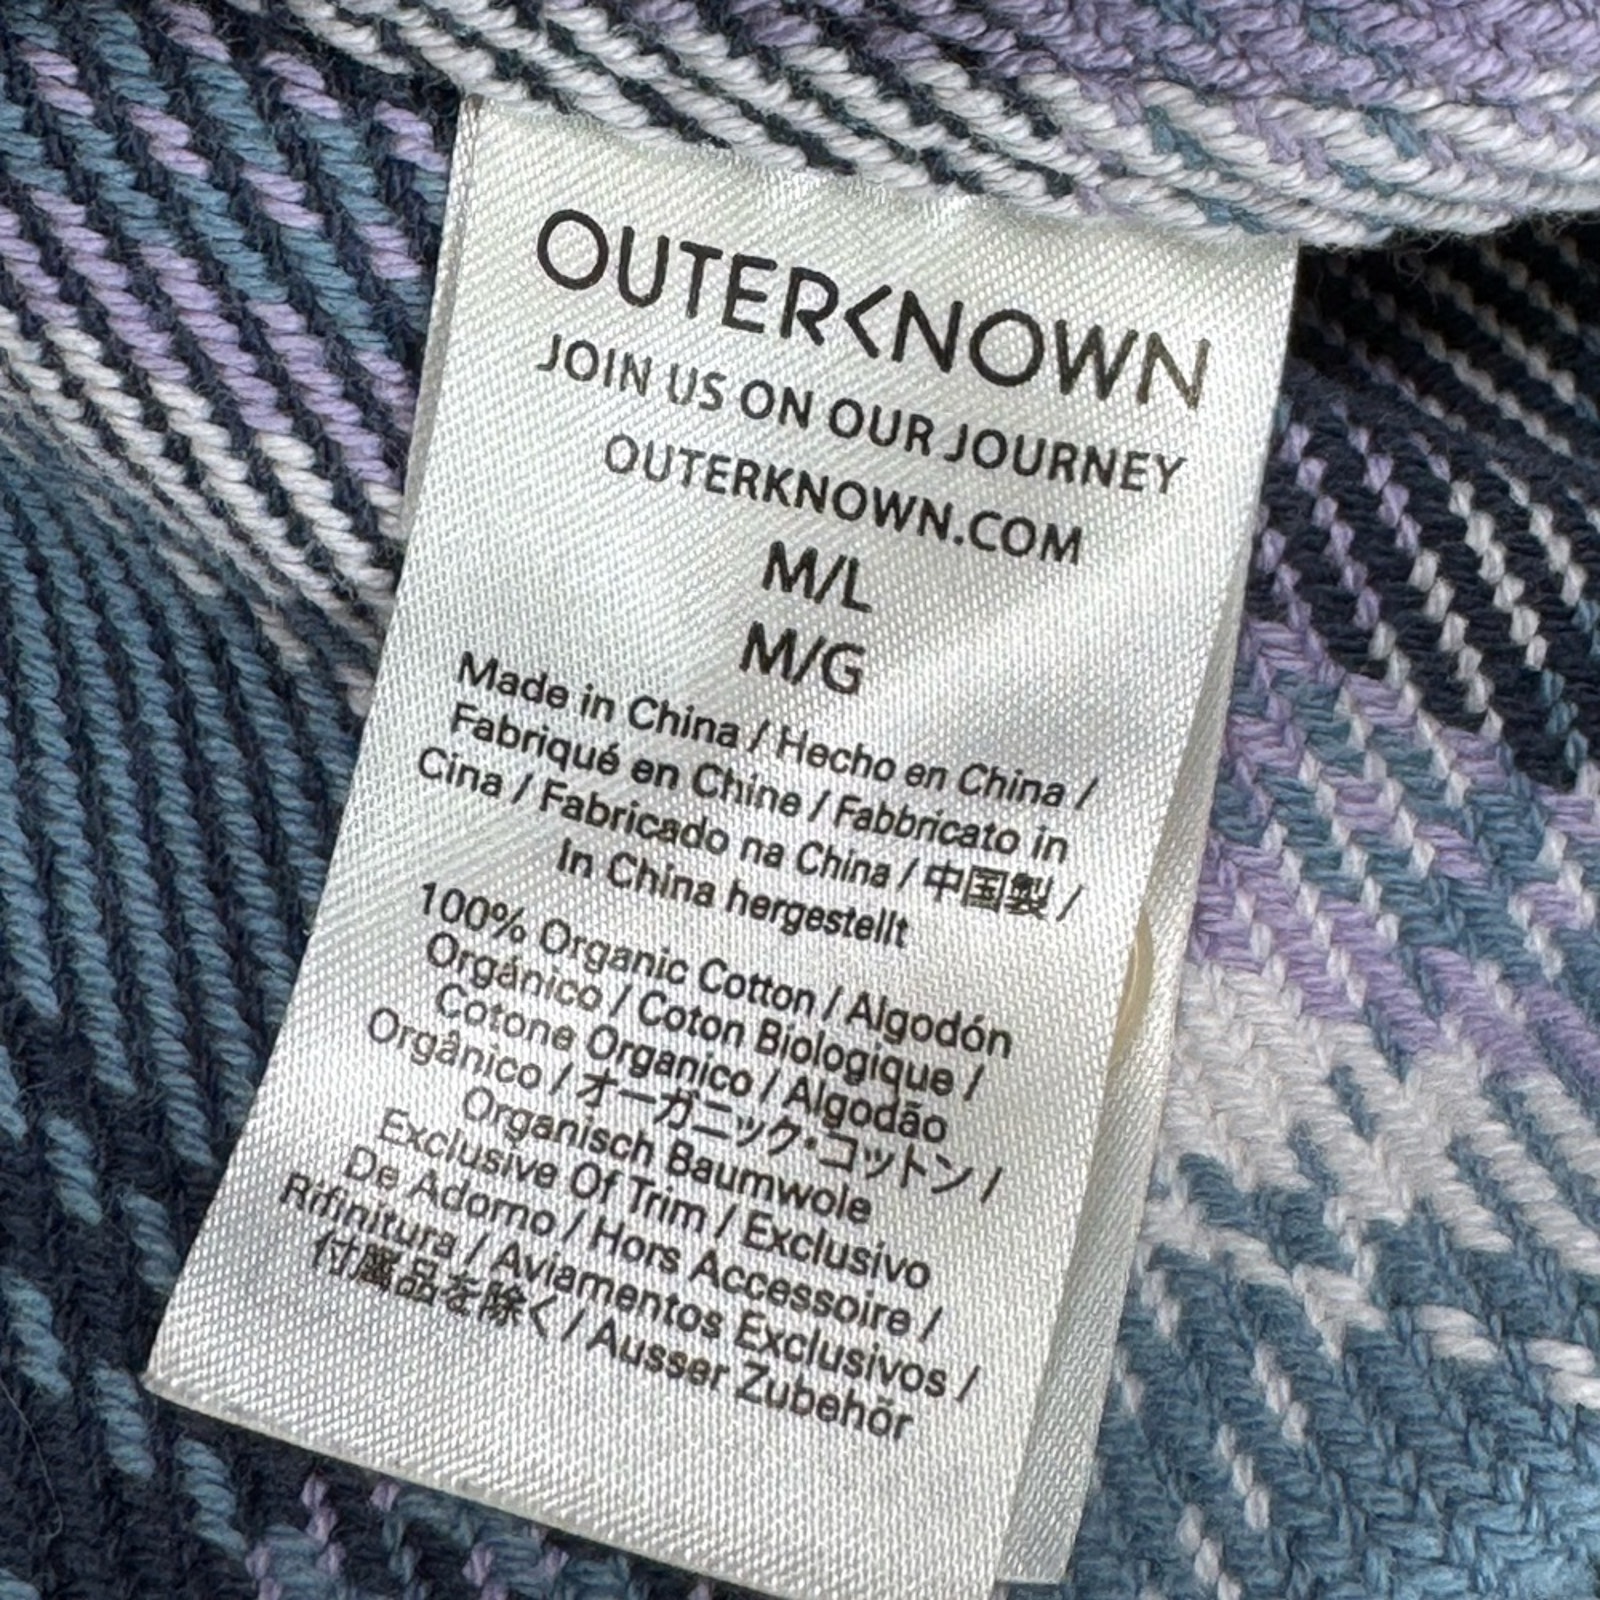 OUTERKNOWN
JOIN US ON OUR JOURNEY
OUTERKNOWN.COM
M/L
M/G
Made in China / Hecho en China /
Fabriqué en Chine / Fabbricato in
Cina / Fabricado na China / 中国製 /
In China hergestellt
100% Organic Cotton / Algodón
Orgánico / Coton Biologique /
Cotone Organico / Algodão
Orgânico / オーガニック・コットン /
Organisch Baumwole
Exclusive Of Trim / Exclusivo
De Adorno / Hors Accessoire /
Rifinitura / Aviamentos Exclusivos /
付属品を除く / Ausser Zubehör